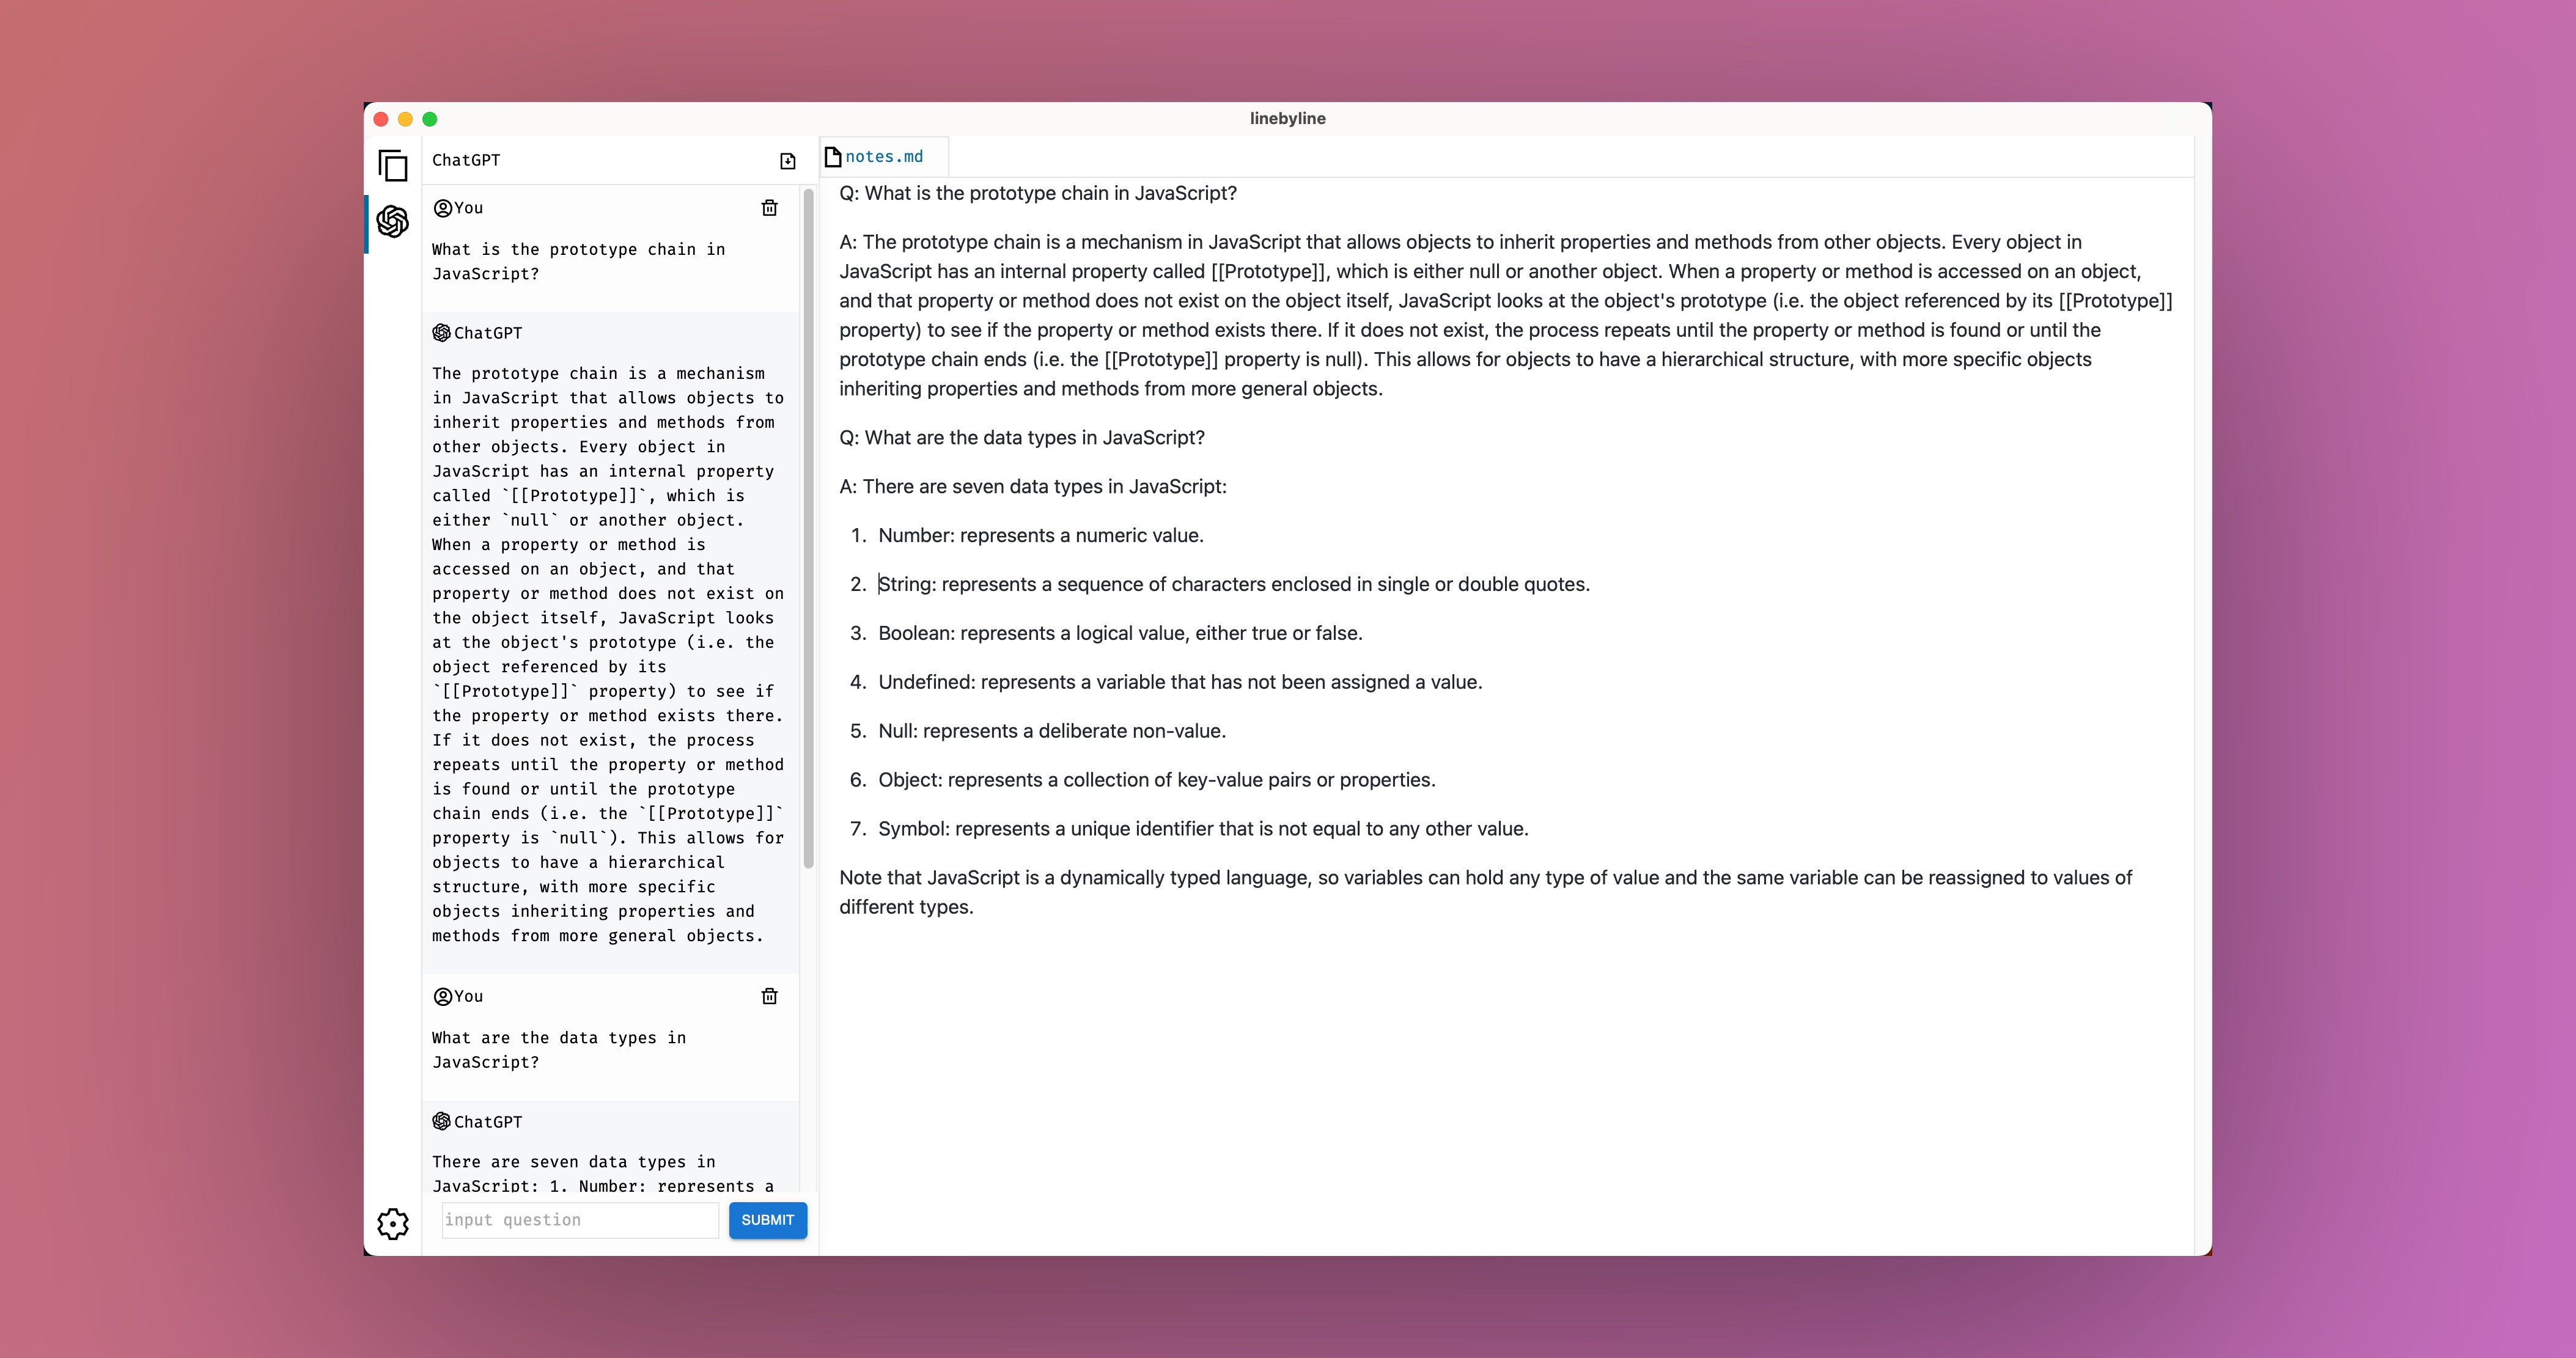 linebyline
ChatGPT
You
What is the prototype chain in
JavaScript?
ChatGPT
The prototype chain is a mechanism
in JavaScript that allows objects to
inherit properties and methods from
other objects. Every object in
JavaScript has an internal property
called `[[Prototype]]`, which is
either `null` or another object.
When a property or method is
accessed on an object, and that
property or method does not exist on
the object itself, JavaScript looks
at the object's prototype (i.e. the
object referenced by its
`[[Prototype]]` property) to see if
the property or method exists there.
If it does not exist, the process
repeats until the property or method
is found or until the prototype
chain ends (i.e. the `[[Prototype]]`
property is `null`). This allows for
objects to have a hierarchical
structure, with more specific
objects inheriting properties and
methods from more general objects.
You
What are the data types in
JavaScript?
ChatGPT
There are seven data types in
JavaScript: 1. Number: represents a
input question
SUBMIT
notes.md
Q: What is the prototype chain in JavaScript?
A: The prototype chain is a mechanism in JavaScript that allows objects to inherit properties and methods from other objects. Every object in
JavaScript has an internal property called [[Prototype]], which is either null or another object. When a property or method is accessed on an object,
and that property or method does not exist on the object itself, JavaScript looks at the object's prototype (i.e. the object referenced by its [[Prototype]]
property) to see if the property or method exists there. If it does not exist, the process repeats until the property or method is found or until the
prototype chain ends (i.e. the [[Prototype]] property is null). This allows for objects to have a hierarchical structure, with more specific objects
inheriting properties and methods from more general objects.
Q: What are the data types in JavaScript?
A: There are seven data types in JavaScript:
1. Number: represents a numeric value.
2. String: represents a sequence of characters enclosed in single or double quotes.
3. Boolean: represents a logical value, either true or false.
4. Undefined: represents a variable that has not been assigned a value.
5. Null: represents a deliberate non-value.
6. Object: represents a collection of key-value pairs or properties.
7. Symbol: represents a unique identifier that is not equal to any other value.
Note that JavaScript is a dynamically typed language, so variables can hold any type of value and the same variable can be reassigned to values of
different types.